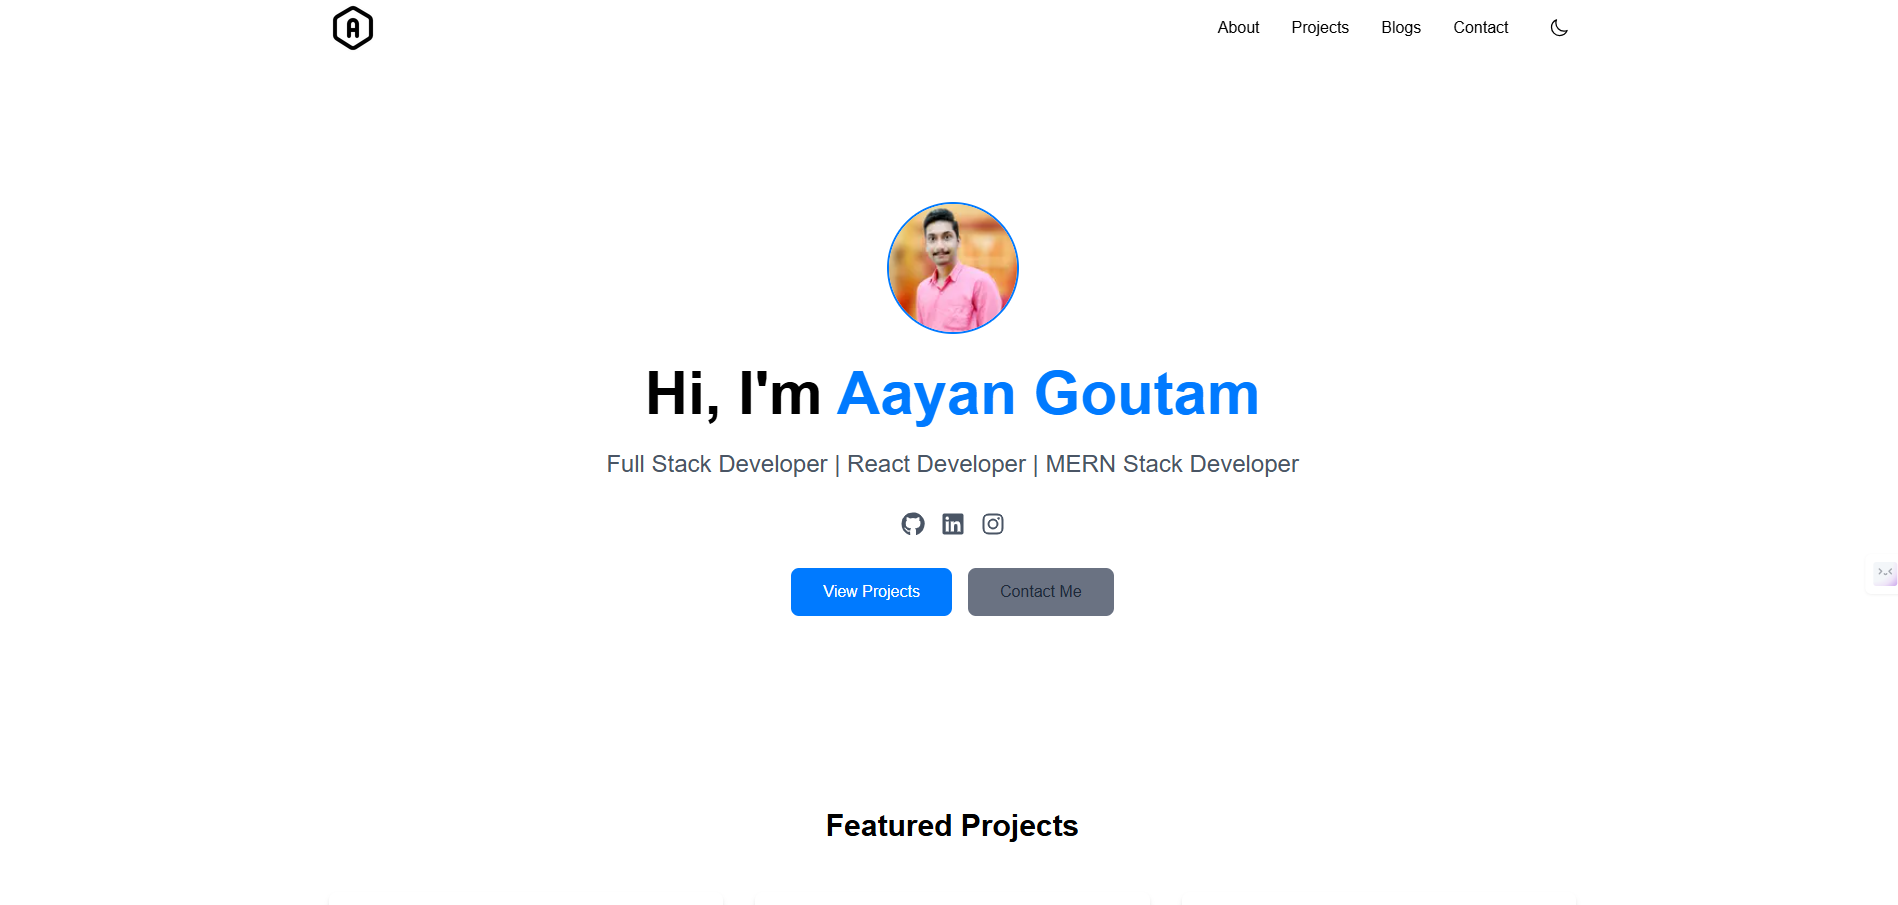 A
About Projects Blogs Contact
Hi, I'm Aayan Goutam
Full Stack Developer | React Developer | MERN Stack Developer
in
View Projects Contact Me
Featured Projects